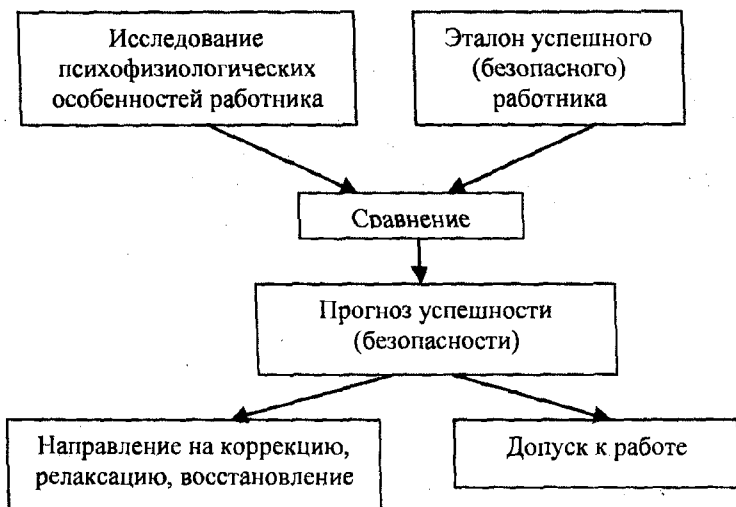 Исследование
психофизиологических
особенностей работника
Эталон успешного
(безопасного)
работника
Сравнение
Прогноз успешности
(безопасности)
Направление на коррекцию,
релаксацию, восстановление
Допуск к работе